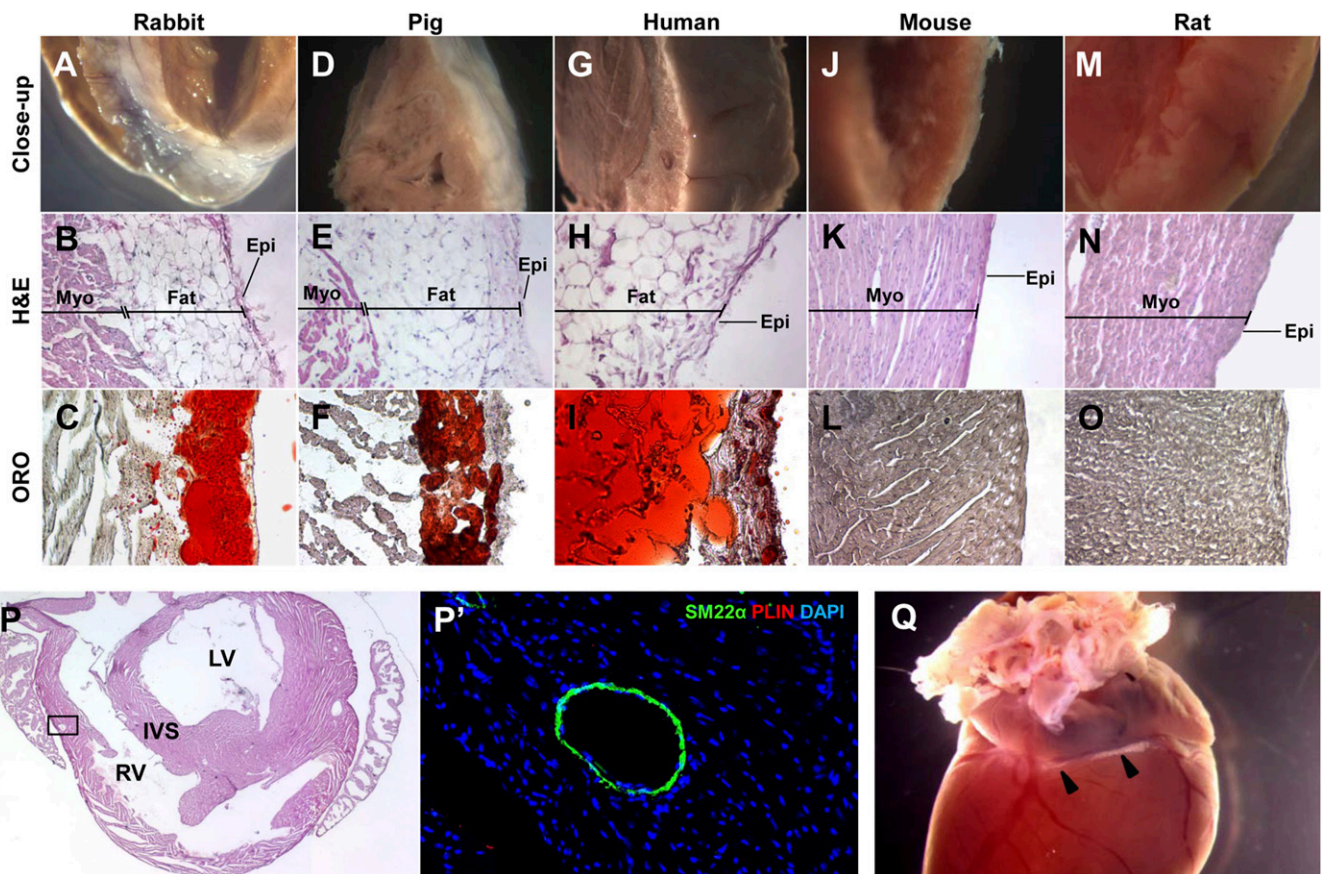 Rabbit Pig Human Mouse Rat
Close-up
A D G J M
H&E
B E H K N
Epi Epi Epi Epi Epi
Myo Fat Myo Fat Fat Myo Myo
ORO
C F I L O
P P’ Q
SM22α PLIN DAPI
LV
IVS
RV